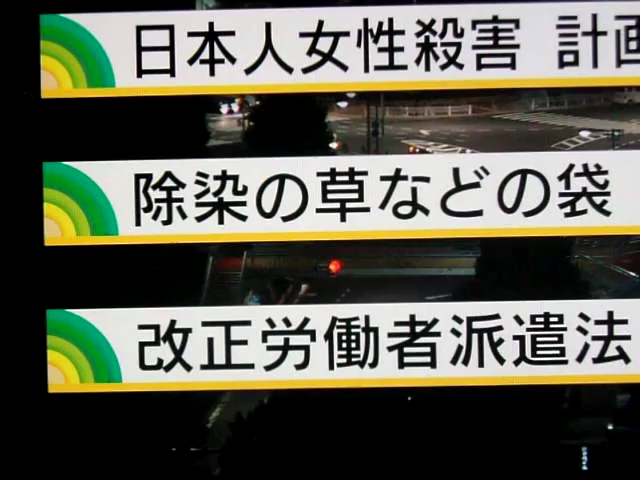 日本人女性殺害 計画
除染の草などの袋
改正労働者派遣法